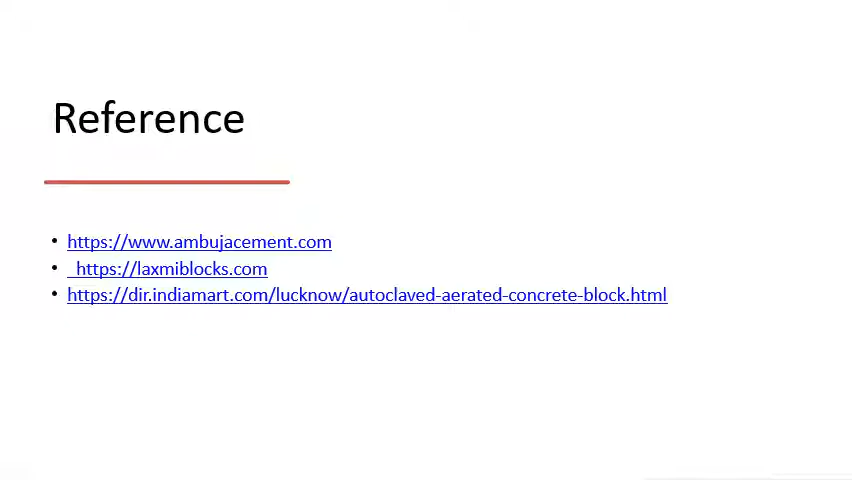 Reference
• https://www.ambujacement.com
• https://laxmiblocks.com
• https://dir.indiamart.com/lucknow/autoclaved-aerated-concrete-block.html